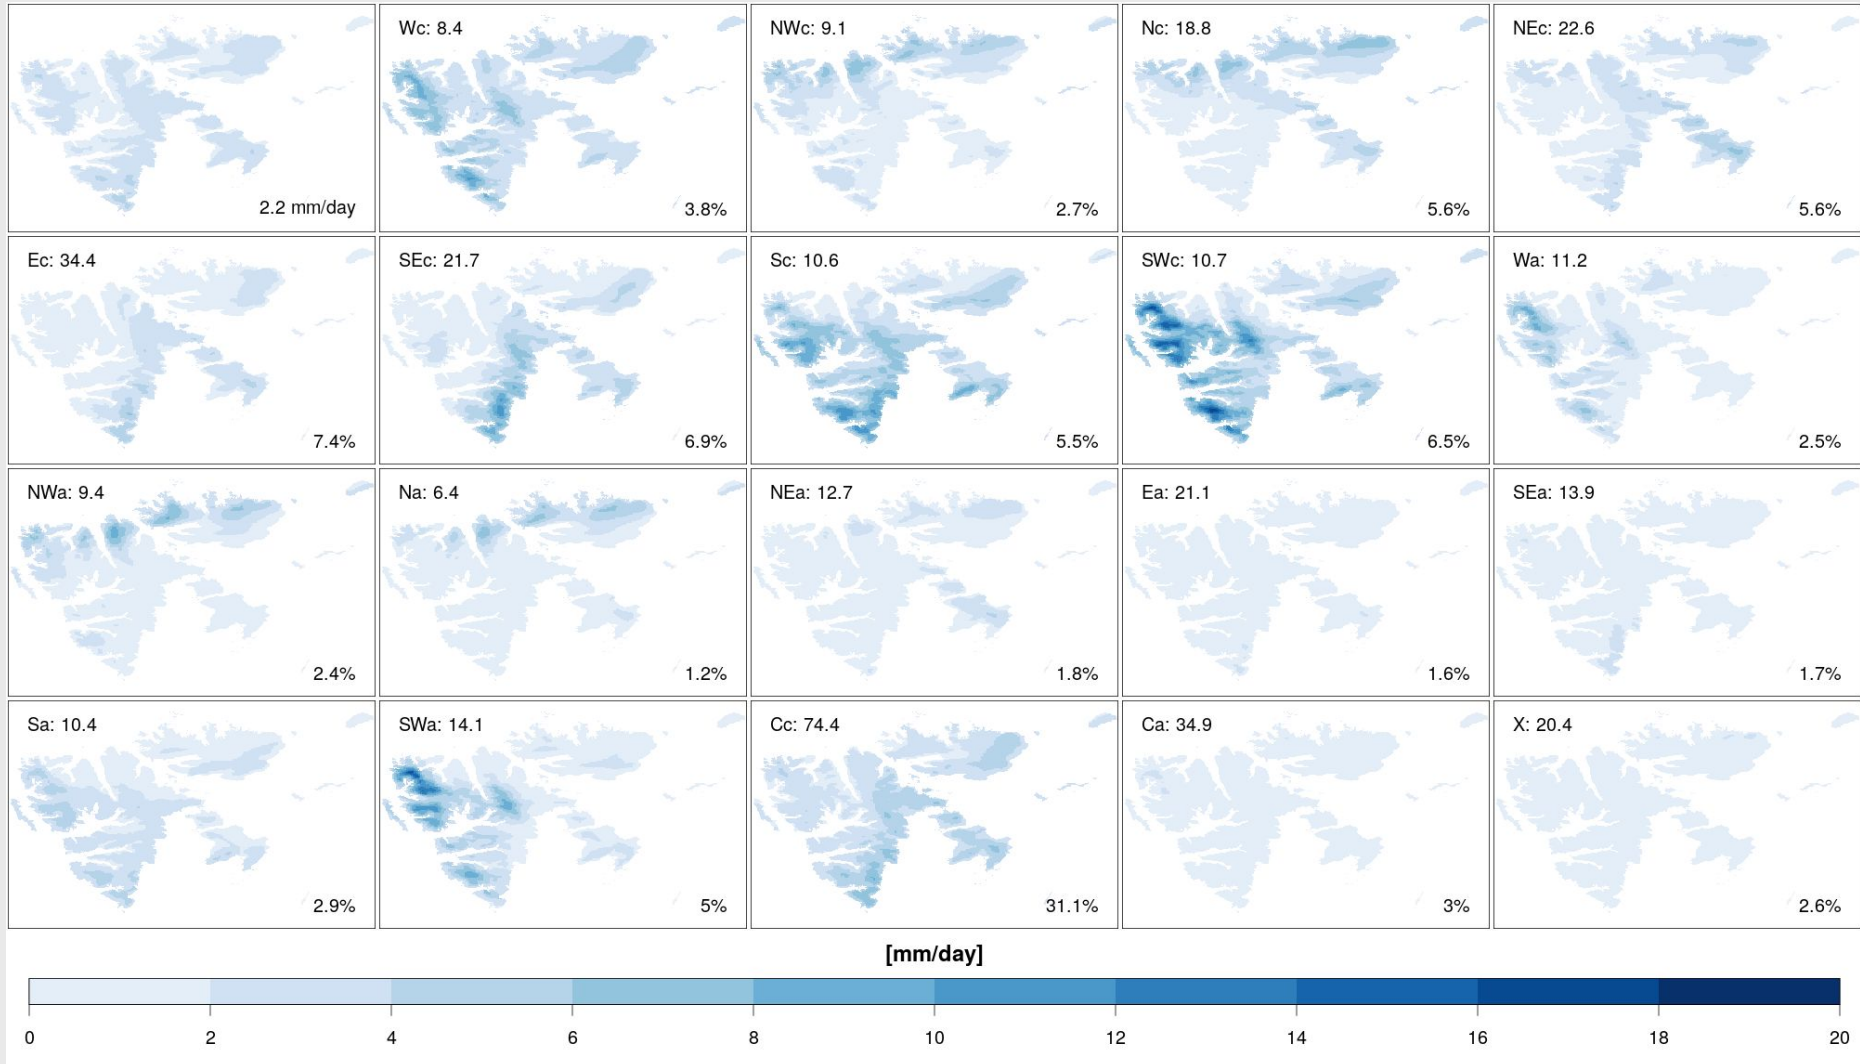 Wc: 8.4
NWc: 9.1
Nc: 18.8
NEc: 22.6
2.2 mm/day
3.8%
2.7%
5.6%
5.6%
Ec: 34.4
SEc: 21.7
Sc: 10.6
SWc: 10.7
Wa: 11.2
7.4%
6.9%
5.5%
6.5%
2.5%
NWa: 9.4
Na: 6.4
NEa: 12.7
Ea: 21.1
SEa: 13.9
2.4%
1.2%
1.8%
1.6%
1.7%
Sa: 10.4
SWa: 14.1
Cc: 74.4
Ca: 34.9
X: 20.4
2.9%
5%
31.1%
3%
2.6%
[mm/day]
0 2 4 6 8 10 12 14 16 18 20